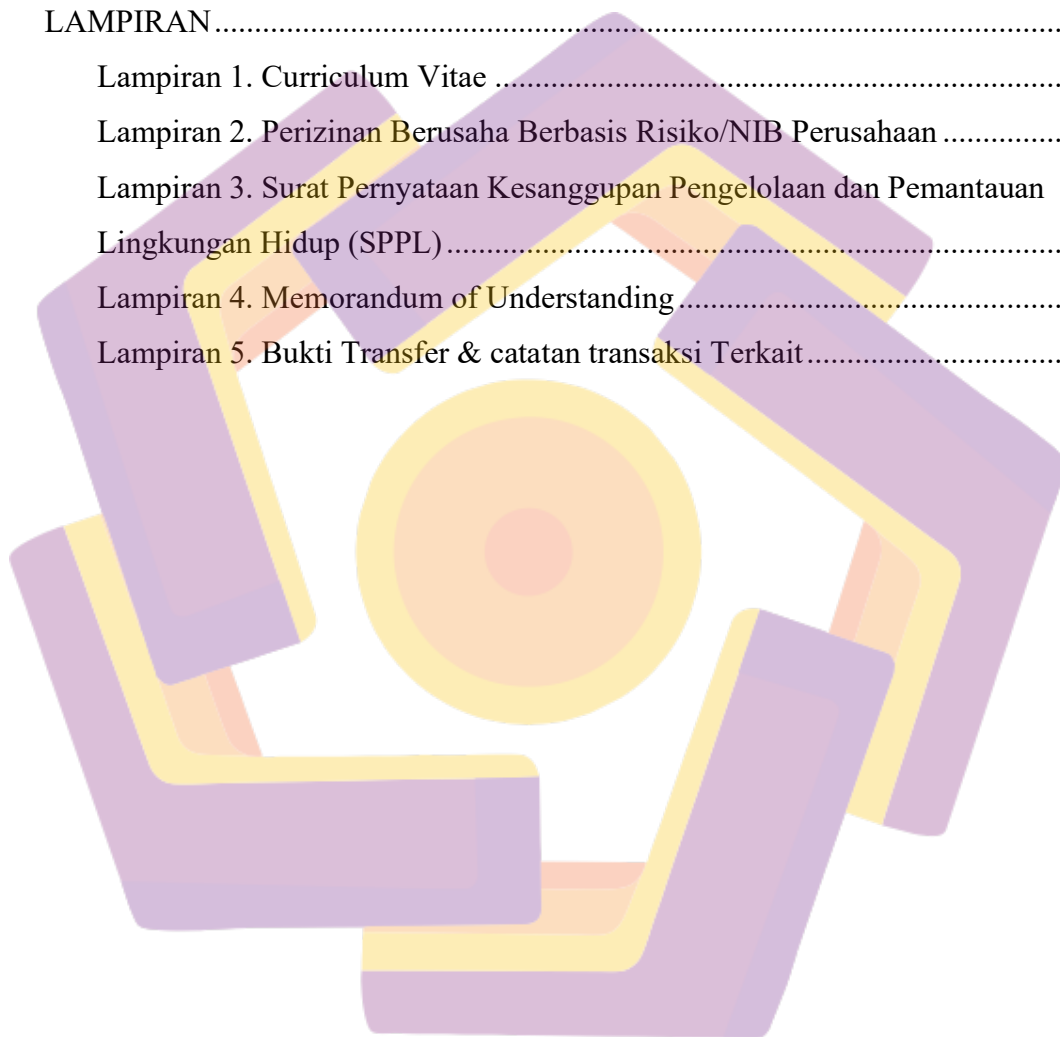 LAMPIRAN....................................................................................................
Lampiran 1. Curriculum Vitae ........................................................................
Lampiran 2. Perizinan Berusaha Berbasis Risiko/NIB Perusahaan ...............
Lampiran 3. Surat Pernyataan Kesanggupan Pengelolaan dan Pemantauan
Lingkungan Hidup (SPPL)..............................................................................
Lampiran 4. Memorandum of Understanding.................................................
Lampiran 5. Bukti Transfer & catatan transaksi Terkait.................................